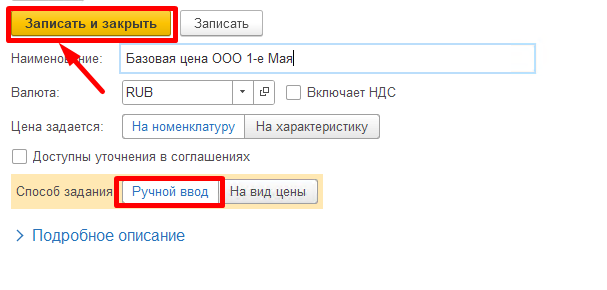 Записать и закрыть Записать
Наименование: Базовая цена ООО 1-е Мая
Валюта: RUB Включает НДС
Цена задается: На номенклатуру На характеристику
Доступны уточнения в соглашениях
Способ задания Ручной ввод На вид цены
Подробное описание